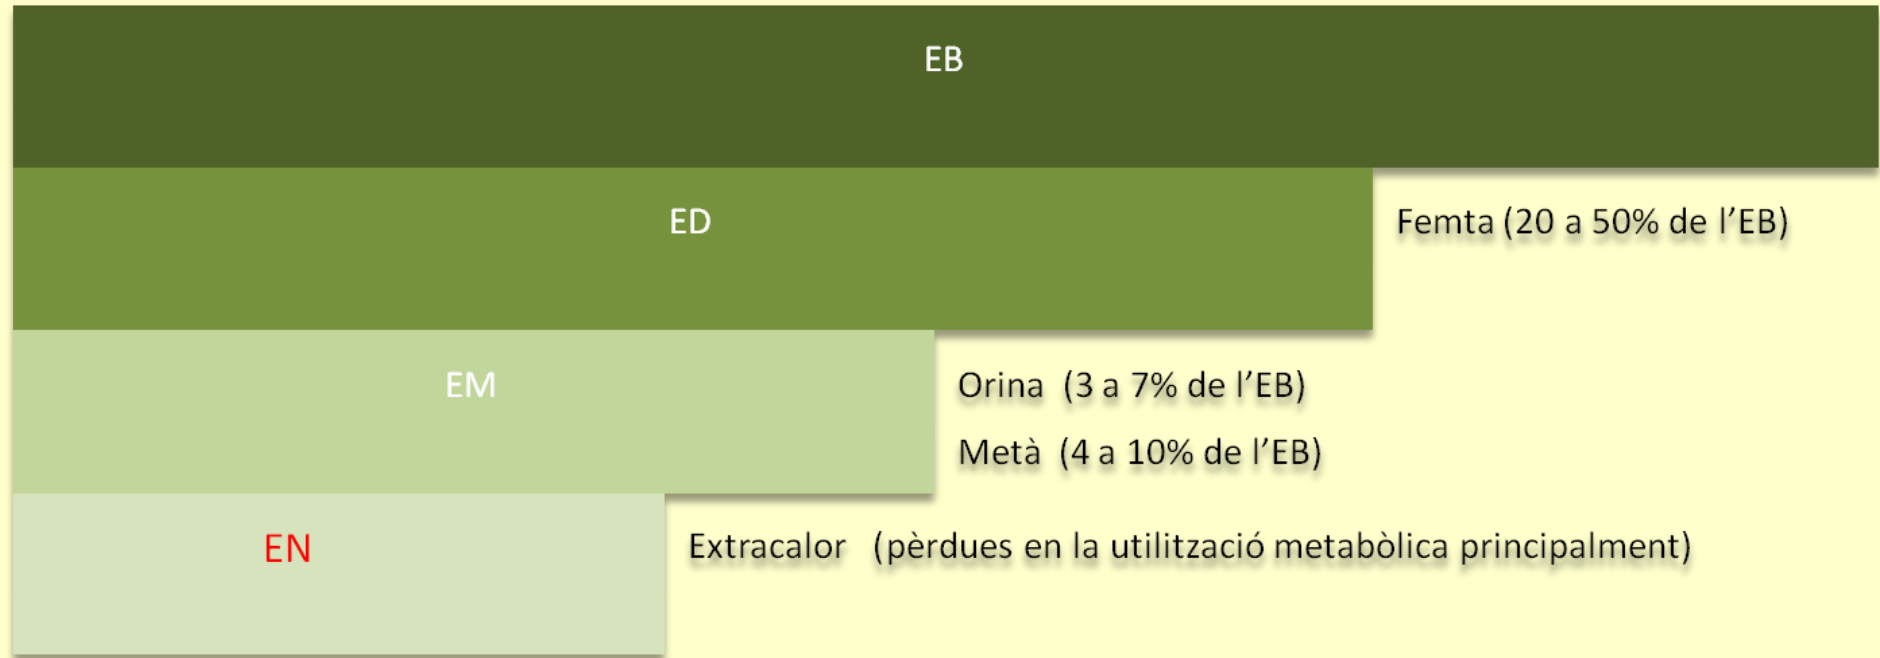 EB
ED
Femta (20 a 50% de l’EB)
EM
Orina (3 a 7% de l’EB)
Metà (4 a 10% de l’EB)
EN
Extracalor (pèrdues en la utilització metabòlica principalment)